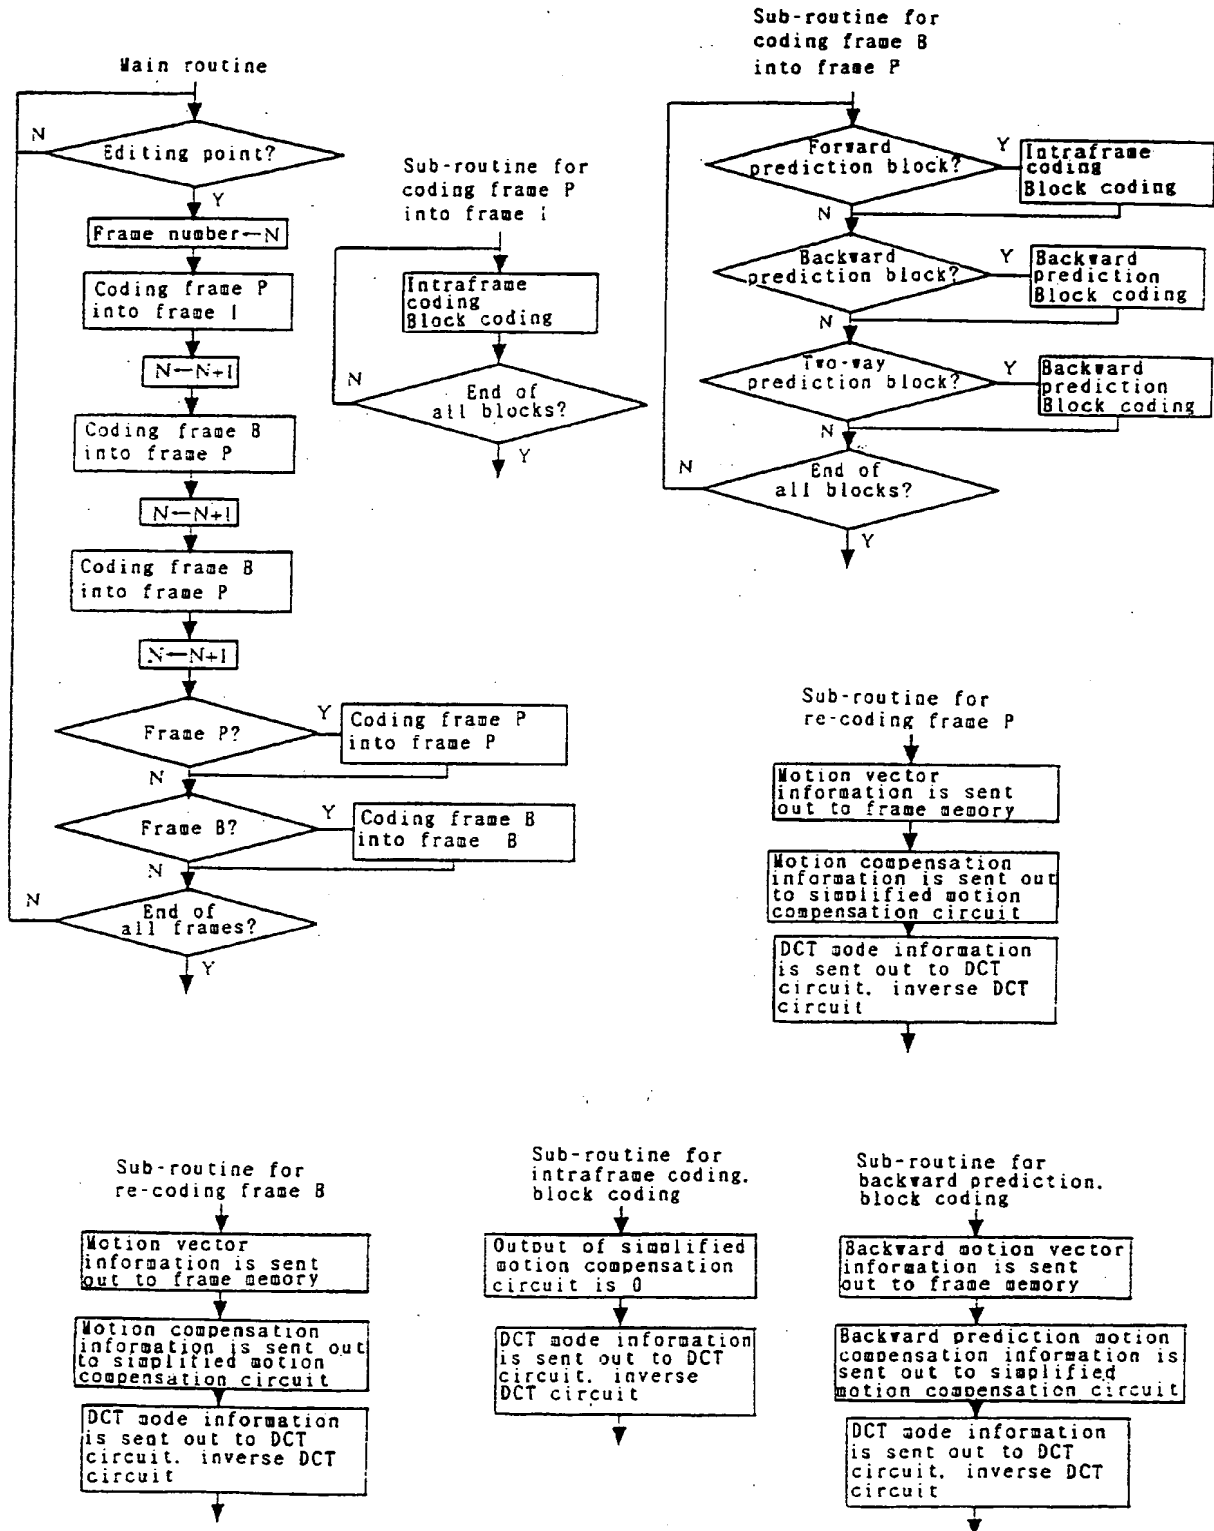 Main routine
N
Editing point?
Y
Frame number←N
Coding frame P
into frame I
N←N+1
Coding frame B
into frame P
N←N+1
Coding frame B
into frame P
N←N+1
Frame P?
Y
Coding frame P
into frame P
N
Frame B?
Y
Coding frame B
into frame B
N
N
End of
all frames?
Y
Sub-routine for
coding frame P
into frame I
Intraframe
coding
Block coding
N
End of
all blocks?
Y
Sub-routine for
coding frame B
into frame P
Forward
prediction block?
Y
Intraframe
coding
Block coding
N
Backward
prediction block?
Y
Backward
prediction
Block coding
N
Two-way
prediction block?
Y
Backward
prediction
Block coding
N
N
End of
all blocks?
Y
Sub-routine for
re-coding frame P
Motion vector
information is sent
out to frame memory
Motion compensation
information is sent out
to simplified motion
compensation circuit
DCT mode information
is sent out to DCT
circuit. inverse DCT
circuit
Sub-routine for
re-coding frame B
Motion vector
information is sent
out to frame memory
Motion compensation
information is sent out
to simplified motion
compensation circuit
DCT mode information
is sent out to DCT
circuit. inverse DCT
circuit
Sub-routine for
intraframe coding.
block coding
Output of simplified
motion compensation
circuit is 0
DCT mode information
is sent out to DCT
circuit. inverse
DCT circuit
Sub-routine for
backward prediction.
block coding
Backward motion vector
information is sent
out to frame memory
Backward prediction motion
compensation information is
sent out to simplified
motion compensation circuit
DCT mode information
is sent out to DCT
circuit. inverse DCT
circuit